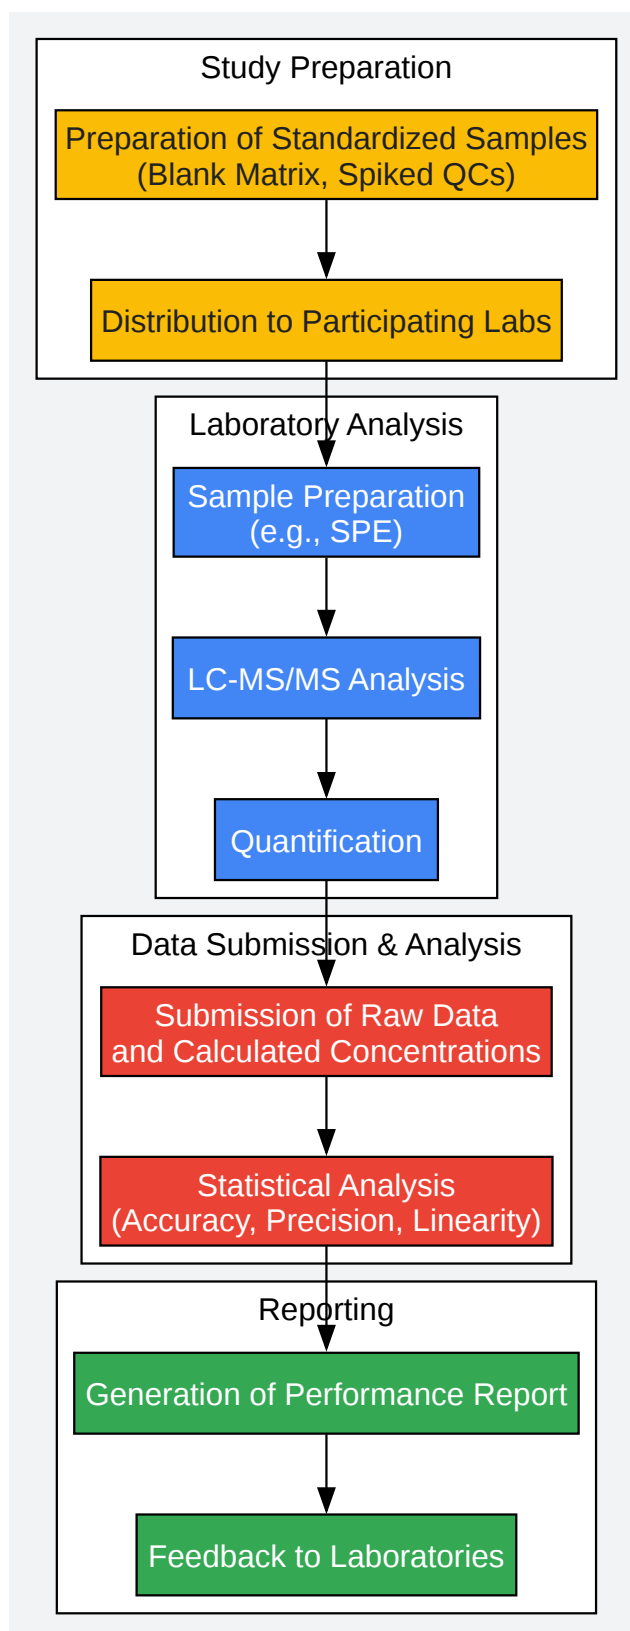 Study Preparation
Preparation of Standardized Samples
(Blank Matrix, Spiked QCs)
Distribution to Participating Labs
Laboratory Analysis
Sample Preparation
(e.g., SPE)
LC-MS/MS Analysis
Quantification
Data Submission & Analysis
Submission of Raw Data
and Calculated Concentrations
Statistical Analysis
(Accuracy, Precision, Linearity)
Reporting
Generation of Performance Report
Feedback to Laboratories